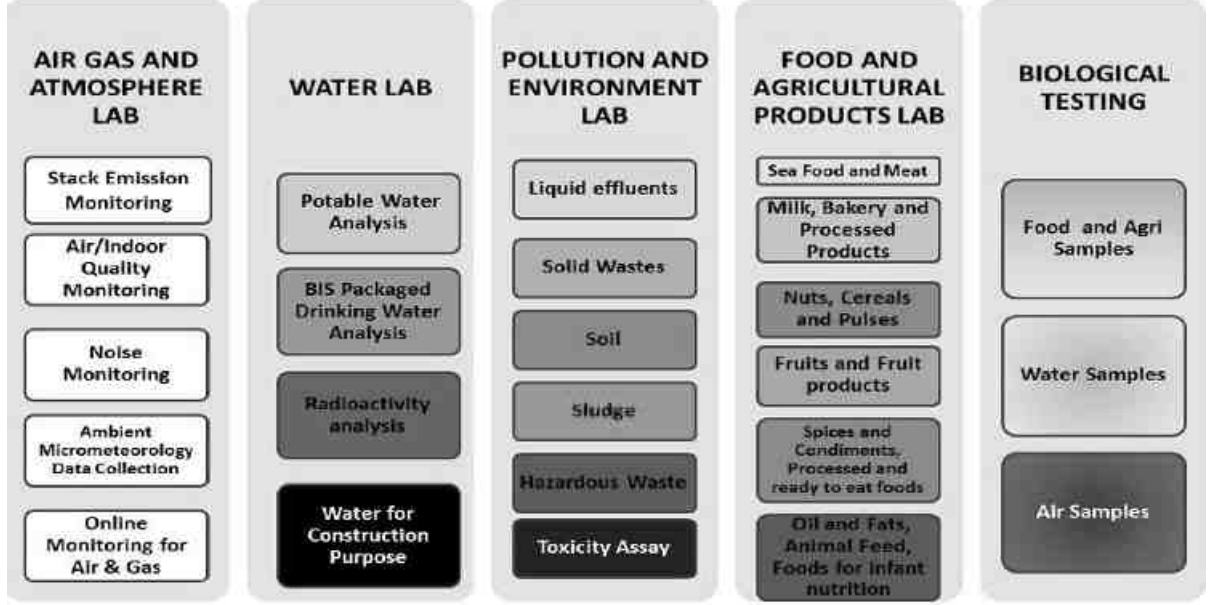 AIR GAS AND
ATMOSPHERE
LAB
Stack Emission
Monitoring
Air/Indoor
Quality
Monitoring
Noise
Monitoring
Ambient
Micrometeorology
Data Collection
Online
Monitoring for
Air & Gas
WATER LAB
Potable Water
Analysis
BIS Packaged
Drinking Water
Analysis
Radioactivity
analysis
Water for
Construction
Purpose
POLLUTION AND
ENVIRONMENT
LAB
Liquid effluents
Solid Wastes
Soil
Sludge
Hazardous Waste
Toxicity Assay
FOOD AND
AGRICULTURAL
PRODUCTS LAB
Sea Food and Meat
Milk, Bakery and
Processed
Products
Nuts, Cereals
and Pulses
Fruits and Fruit
products
Spices and
Condiments,
Processed and
ready to eat foods
Oil and Fats,
Animal Feed,
Foods for infant
nutrition
BIOLOGICAL
TESTING
Food and Agri
Samples
Water Samples
Air Samples